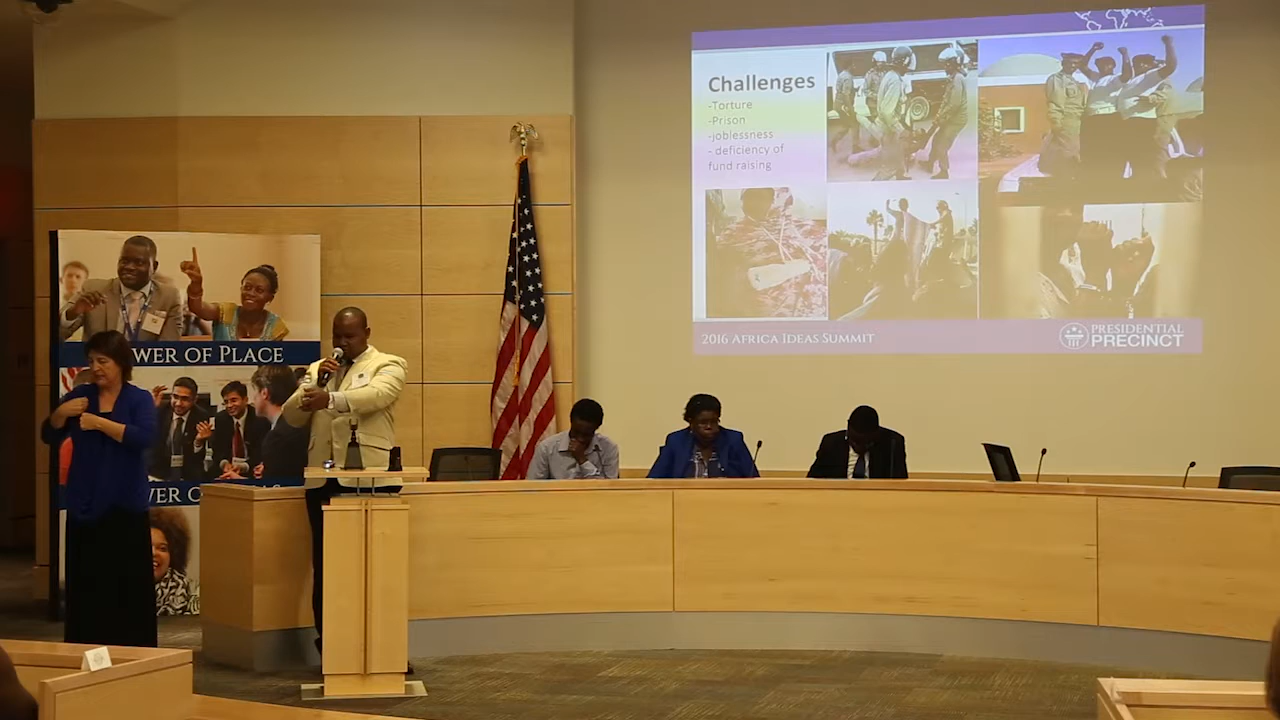 Challenges
-Torture
-Prison
-joblessness
- deficiency of
fund raising
2016 Africa Ideas Summit
PRESIDENTIAL
PRECINCT
WER OF PLACE
WER O